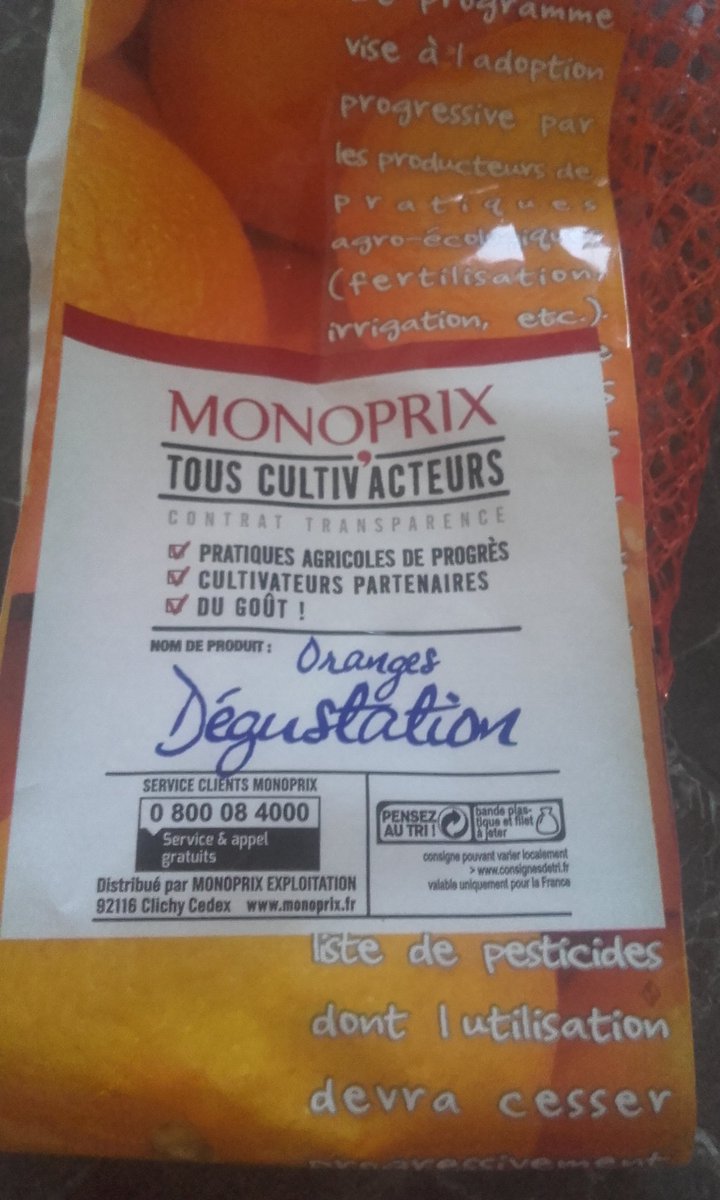 programme
vise à l'adoption
progressive par
les producteurs de
pratiques
(fertilisation,
irrigation, etc.).
MONOPRIX
TOUS CULTIV'ACTEURS
CONTRAT TRANSPARENCE
PRATIQUES AGRICOLES DE PROGRÈS
CULTIVATEURS PARTENAIRES
DU GOÛT !
NOM DE PRODUIT : Oranges
Dégustation
SERVICE CLIENTS MONOPRIX
0 800 08 4000
Service & appel
gratuits
Distribué par MONOPRIX EXPLOITATION
92116 Clichy Cedex www.monoprix.fr
PENSEZ
AU TRI !
bande plas-
tique et filet
à jeter
consigne pouvant varier localement
> www.consignesdetri.fr
valable uniquement pour la France
liste de pesticides
dont l utilisation
devra cesser
progressivement